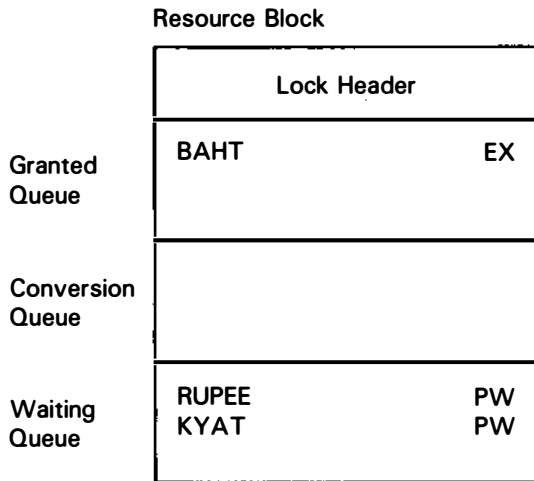 Resource Block
Lock Header
Granted
Queue
BAHT EX
Conversion
Queue
Waiting
Queue
RUPEE PW
KYAT PW